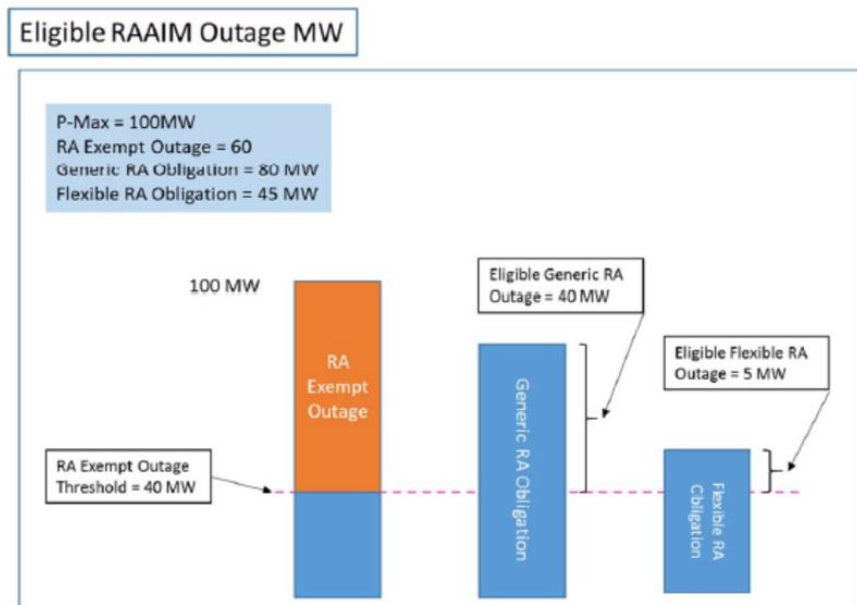 Eligible RAAIM Outage MW
P-Max = 100MW
RA Exempt Outage = 60
Generic RA Obligation = 80 MW
Flexible RA Obligation = 45 MW
100 MW
RA
Exempt
Outage
Eligible Generic RA
Outage = 40 MW
Generic RA Obligation
Eligible Flexible RA
Outage = 5 MW
Flexible RA
Cibligation
RA Exempt Outage
Threshold = 40 MW